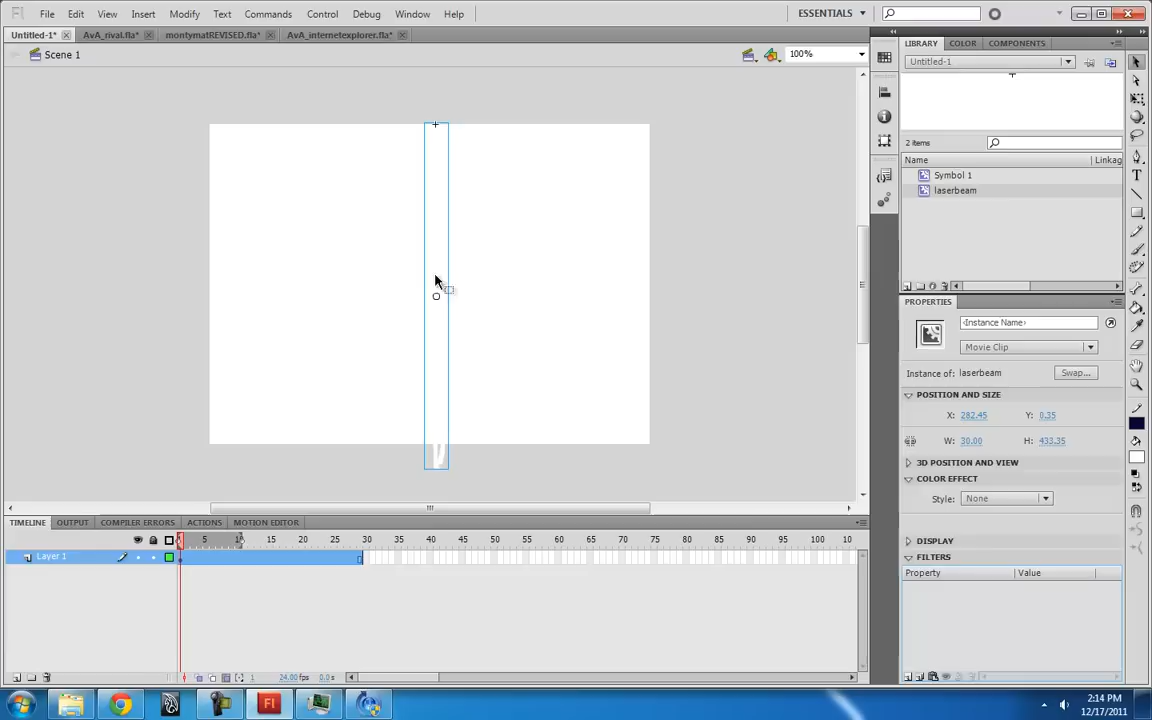 Fl File Edit View Insert Modify Text Commands Control Debug Window Help ESSENTIALS
Untitled-1* AvA_rival.fla* montymatREVISED.fla* AvA_internetexplorer.fla*
Scene 1 100%
LIBRARY COLOR COMPONENTS
Untitled-1
2 items
Name Linkag
Symbol 1
laserbeam
PROPERTIES
<Instance Name>
Movie Clip
Instance of: laserbeam Swap...
POSITION AND SIZE
X: 282.45 Y: 0.35
W: 30.00 H: 433.35
3D POSITION AND VIEW
COLOR EFFECT
Style: None
DISPLAY
FILTERS
Property Value
TIMELINE OUTPUT COMPILER ERRORS ACTIONS MOTION EDITOR
5 10 15 20 25 30 35 40 45 50 55 60 65 70 75 80 85 90 95 100 10
Layer 1
1 24.00 fps 0.0 s
Fl
2:14 PM
12/17/2011